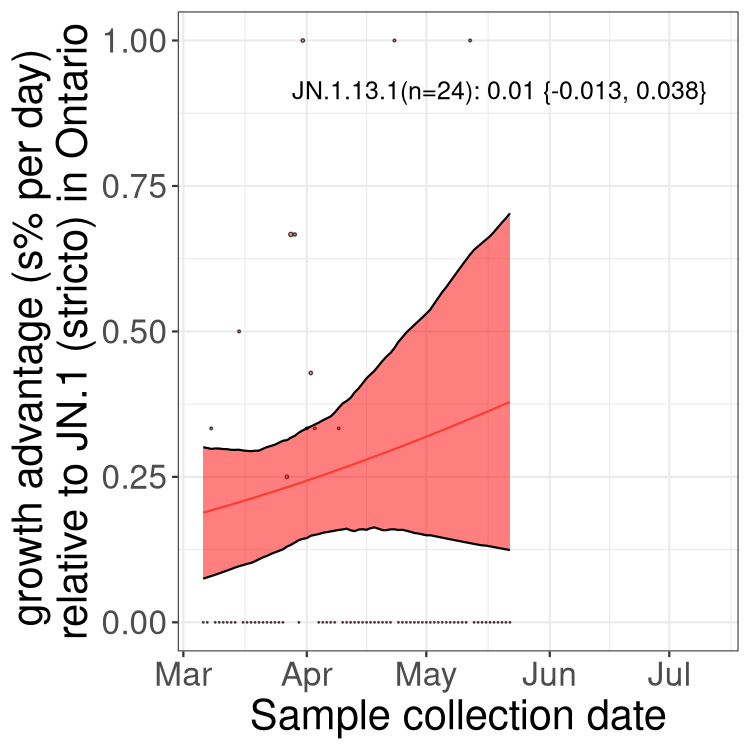 growth advantage (s% per day)
relative to JN.1 (stricto) in Ontario
1.00
0.75
0.50
0.25
0.00
JN.1.13.1(n=24): 0.01 {-0.013, 0.038}
Mar Apr May Jun Jul
Sample collection date